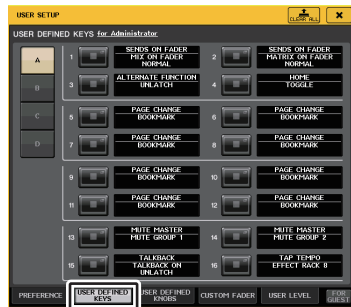 USER SETUP
CLEAR ALL
USER DEFINED KEYS for Administrator
A
1
SENDS ON FADER
MIX ON FADER
NORMAL
2
SENDS ON FADER
MATRIX ON FADER
NORMAL
B
3
ALTERNATE FUNCTION
UNLATCH
4
HOME
TOGGLE
C
5
PAGE CHANGE
BOOKMARK
6
PAGE CHANGE
BOOKMARK
D
7
PAGE CHANGE
BOOKMARK
8
PAGE CHANGE
BOOKMARK
9
PAGE CHANGE
BOOKMARK
10
PAGE CHANGE
BOOKMARK
11
PAGE CHANGE
BOOKMARK
12
PAGE CHANGE
BOOKMARK
13
MUTE MASTER
MUTE GROUP 1
14
MUTE MASTER
MUTE GROUP 2
15
TALKBACK
TALKBACK ON
UNLATCH
16
TAP TEMPO
EFFECT RACK 8
PREFERENCE
USER DEFINED
KEYS
USER DEFINED
KNOBS
CUSTOM FADER
USER LEVEL
FOR
GUEST